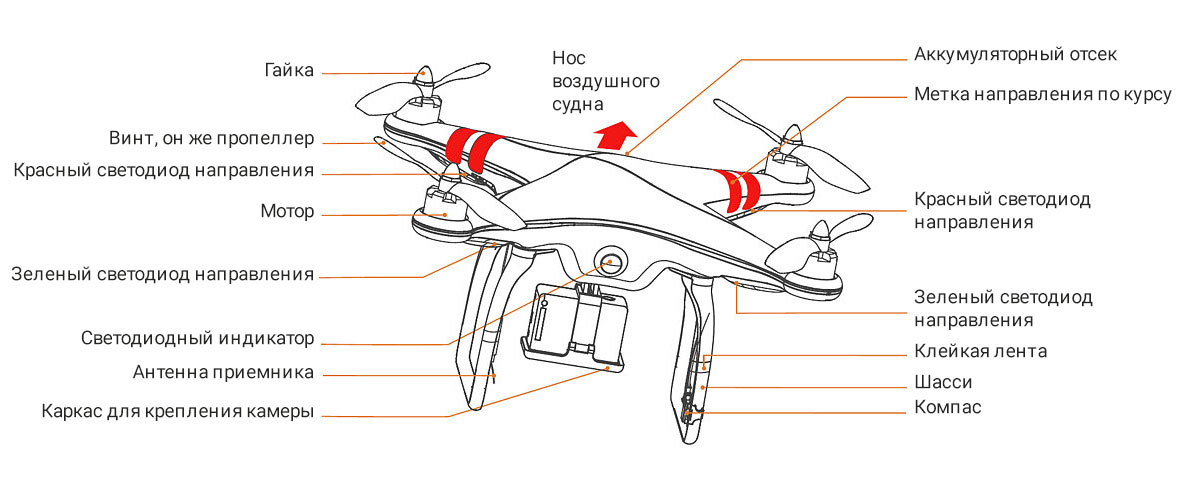 Гайка
Винт, он же пропеллер
Красный светодиод направления
Мотор
Зеленый светодиод направления
Светодиодный индикатор
Антенна приемника
Каркас для крепления камеры
Нос
воздушного
судна
Аккумуляторный отсек
Метка направления по курсу
Красный светодиод
направления
Зеленый светодиод
направления
Клейкая лента
Шасси
Компас